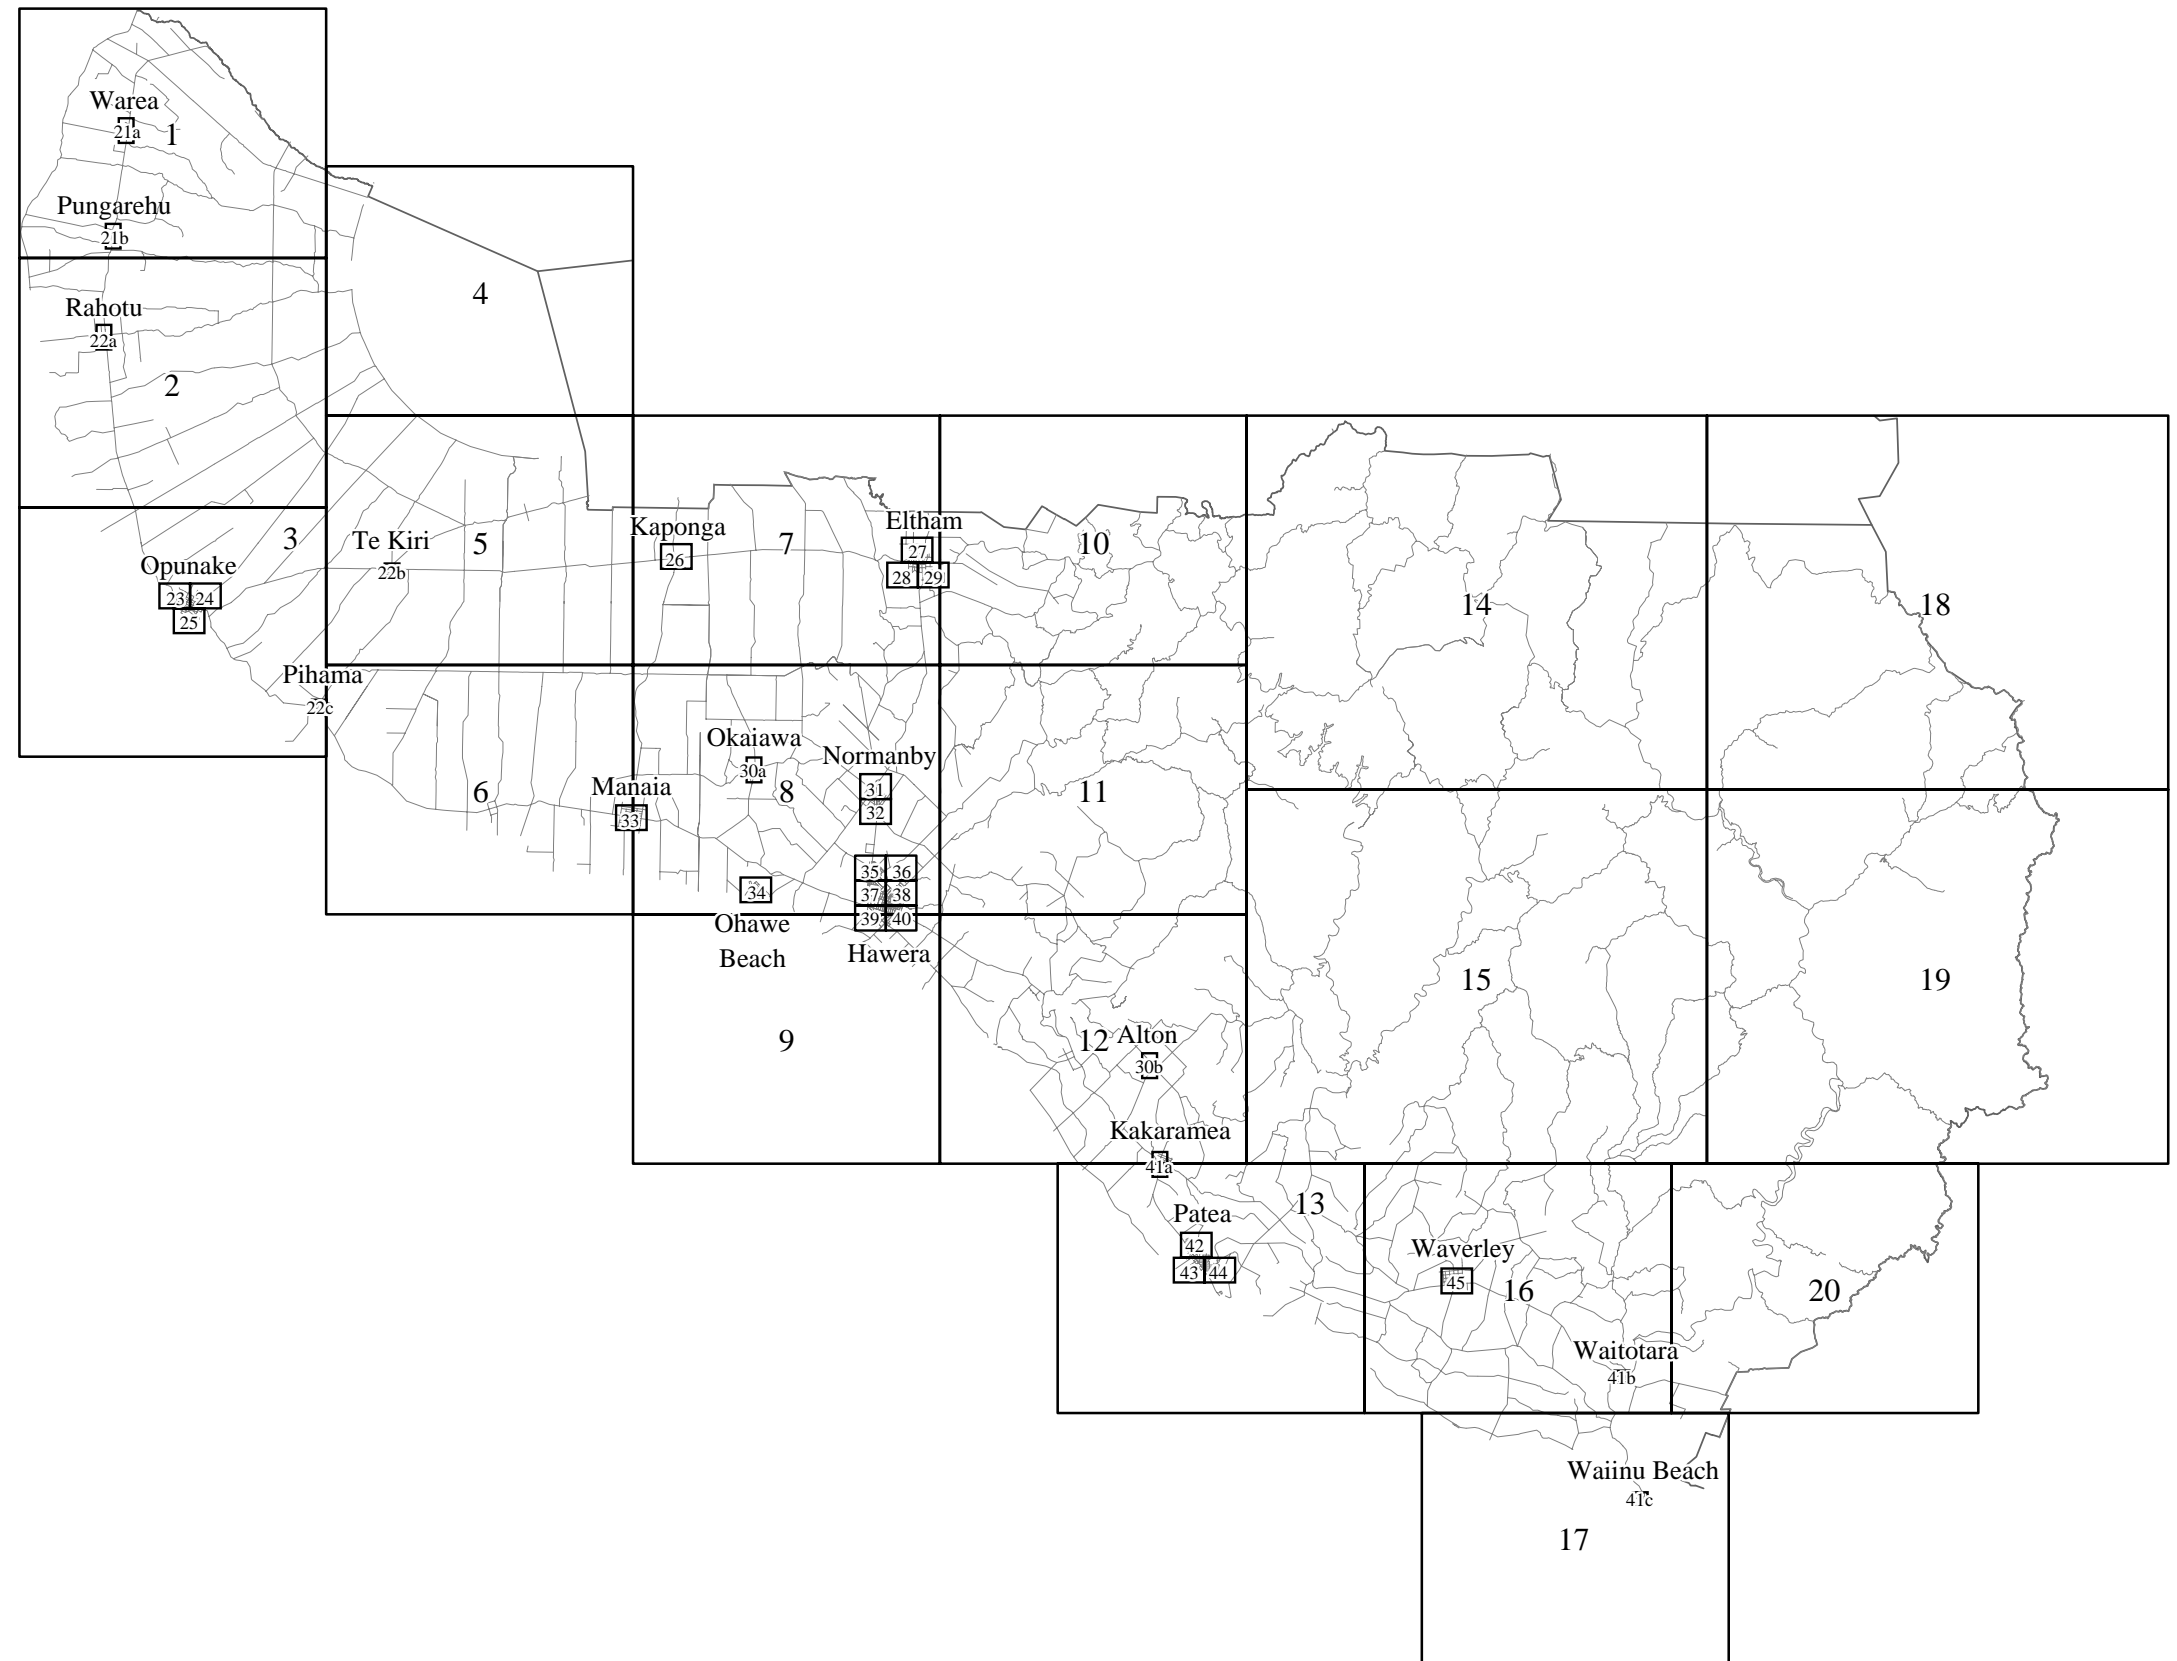 Warea
21a
1
Pungarehu
21b
Rahotu
22a
2
4
3
Opunake
23
24
25
Te Kiri
22b
5
Pihama
22c
Kaponga
26
7
Eltham
27
28
29
10
14
18
6
Manaia
33
Okaiawa
30a
8
Normanby
31
32
11
34
Ohawe
Beach
35
36
37
38
39
40
Hawera
9
12
Alton
30b
15
19
Kakaramea
41a
13
Patea
42
43
44
Waverley
45
16
20
Waitotara
41b
Waiinu Beach
41c
17